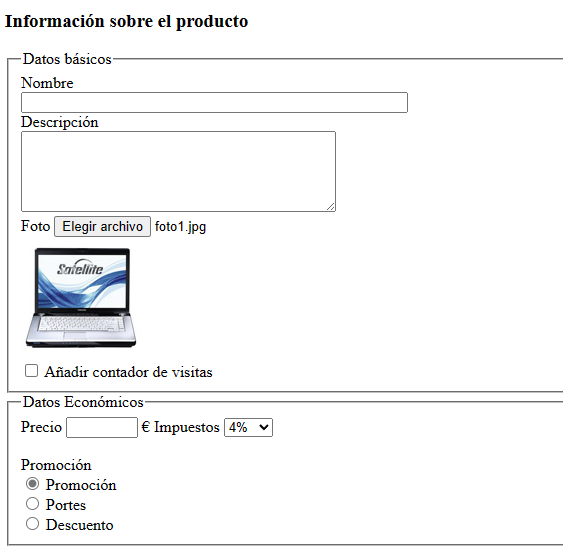 Información sobre el producto
Datos básicos
Nombre
Descripción
Foto Elegir archivo foto1.jpg
Satellite
Añadir contador de visitas
Datos Económicos
Precio € Impuestos 4%
Promoción
Promoción
Portes
Descuento